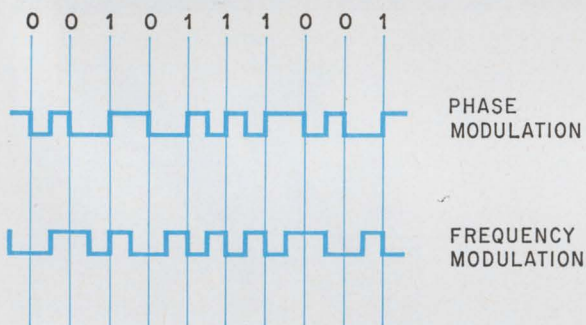 0 0 1 0 1 1 1 0 0 1
PHASE
MODULATION
FREQUENCY
MODULATION